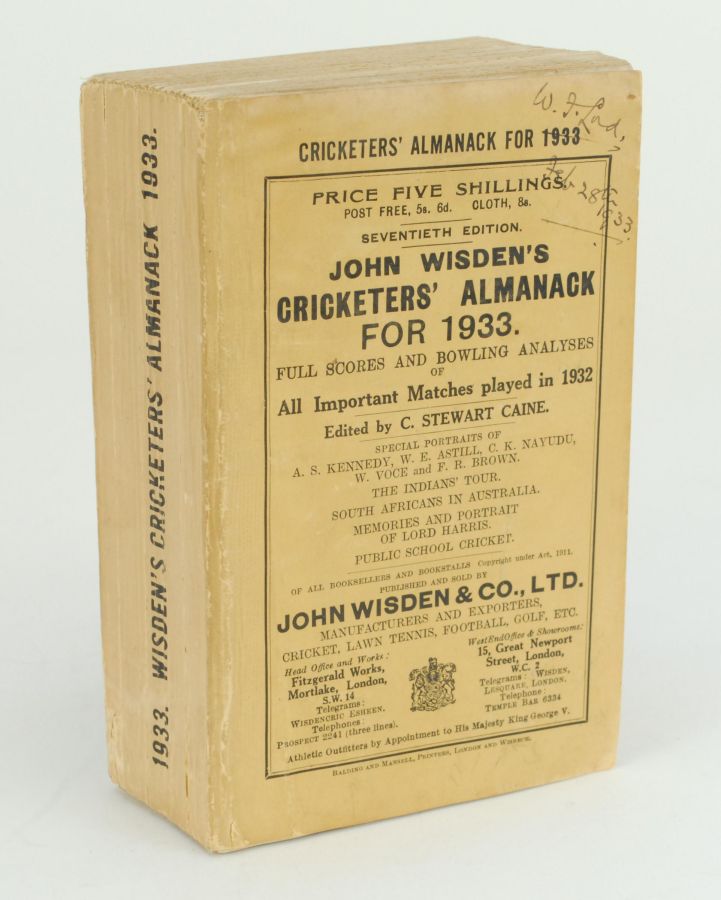 1933. WISDEN'S CRICKETERS' ALMANACK 1933.
W. F. Lord,
Feb 28
1933.
CRICKETERS' ALMANACK FOR 1933
PRICE FIVE SHILLINGS.
POST FREE, 5s. 6d. CLOTH, 8s.
SEVENTIETH EDITION.
JOHN WISDEN'S
CRICKETERS' ALMANACK
FOR 1933.
FULL SCORES AND BOWLING ANALYSES
OF
All Important Matches played in 1932
Edited by C. STEWART CAINE.
SPECIAL PORTRAITS OF
A. S. KENNEDY, W. E. ASTILL, C. K. NAYUDU,
W. VOCE and F. R. BROWN.
THE INDIANS' TOUR.
SOUTH AFRICANS IN AUSTRALIA.
MEMORIES AND PORTRAIT
OF LORD HARRIS.
PUBLIC SCHOOL CRICKET.
OF ALL BOOKSELLERS AND BOOKSTALLS Copyright under Act, 1911.
PUBLISHED AND SOLD BY
JOHN WISDEN & CO., LTD.
MANUFACTURERS AND EXPORTERS,
CRICKET, LAWN TENNIS, FOOTBALL, GOLF, ETC.
Head Office and Works:
Fitzgerald Works,
Mortlake, London,
S.W. 14
Telegrams:
WISDENCRIC EESHEEN.
Telephones:
PROSPECT 2241 (three lines).
West End Office & Showrooms:
15, Great Newport
Street, London,
W.C. 2
Telegrams: WISDEN,
LESQUARE, LONDON.
Telephone:
TEMPLE BAR 6334
Athletic Outfitters by Appointment to His Majesty King George V.
BALDING AND MANSELL, PRINTERS, LONDON AND WISBECH.